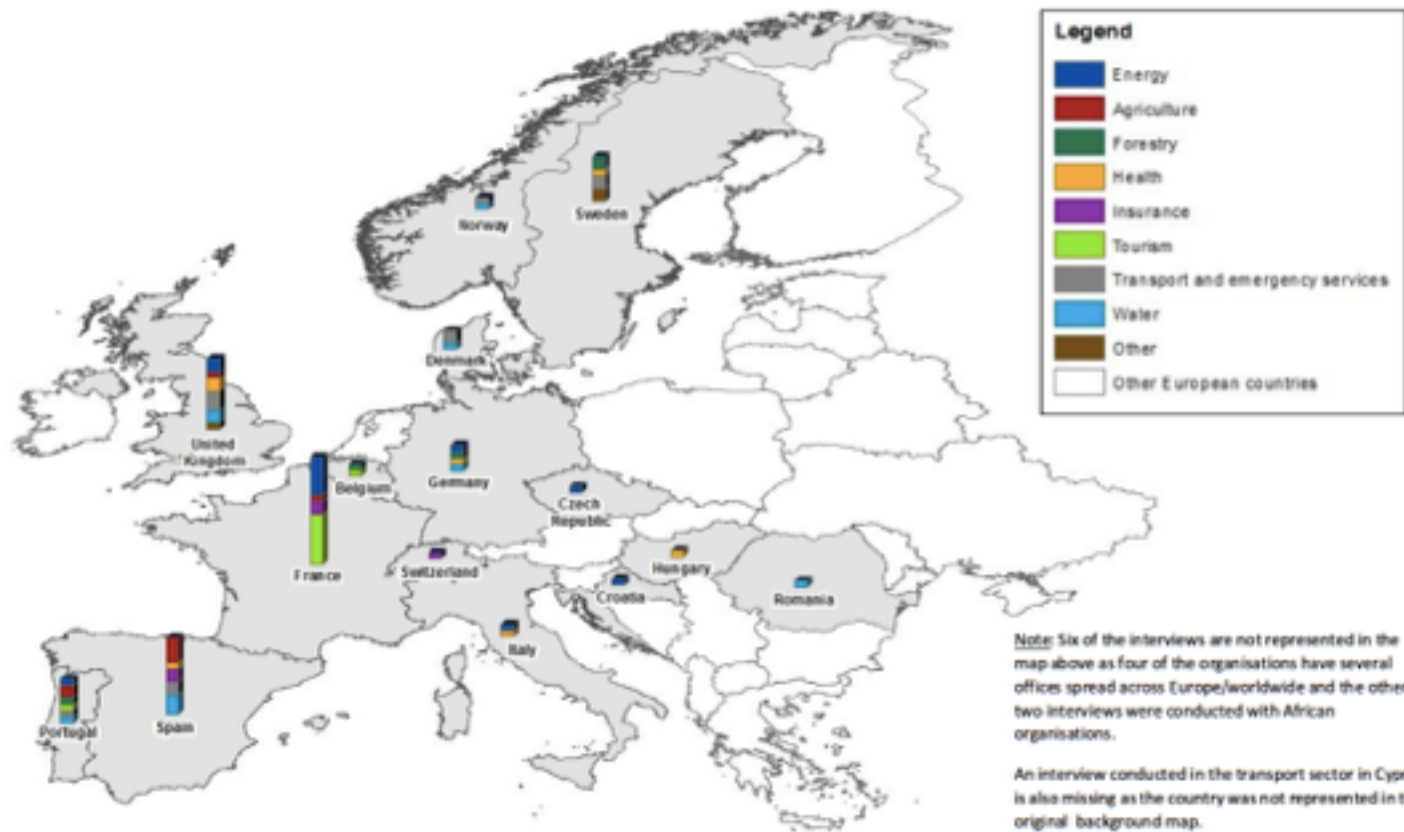 Legend
Energy
Agriculture
Forestry
Health
Insurance
Tourism
Transport and emergency services
Water
Other
Other European countries
Norway
Sweden
Denmark
United
Kingdom
Belgium
Germany
Czech
Republic
France
Switzerland
Hungary
Croatia
Romania
Italy
Portugal
Spain
Note: Six of the interviews are not represented in the
map above as four of the organisations have several
offices spread across Europe/worldwide and the other
two interviews were conducted with African
organisations.
An interview conducted in the transport sector in
is also missing as the country was not represented in
original background map.